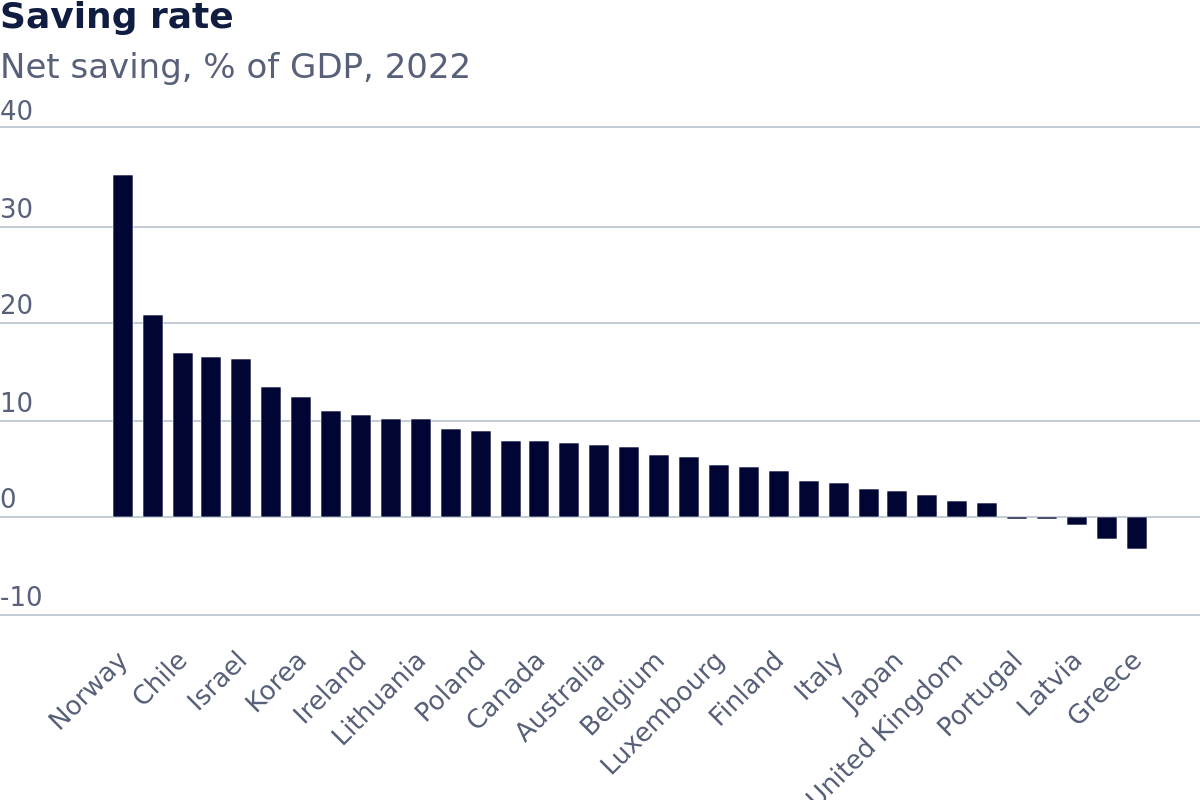 Saving rate
Net saving, % of GDP, 2022
40
30
20
10
0
-10
Norway
Chile
Israel
Korea
Ireland
Lithuania
Poland
Canada
Australia
Belgium
Luxembourg
Finland
Italy
Japan
United Kingdom
Portugal
Latvia
Greece